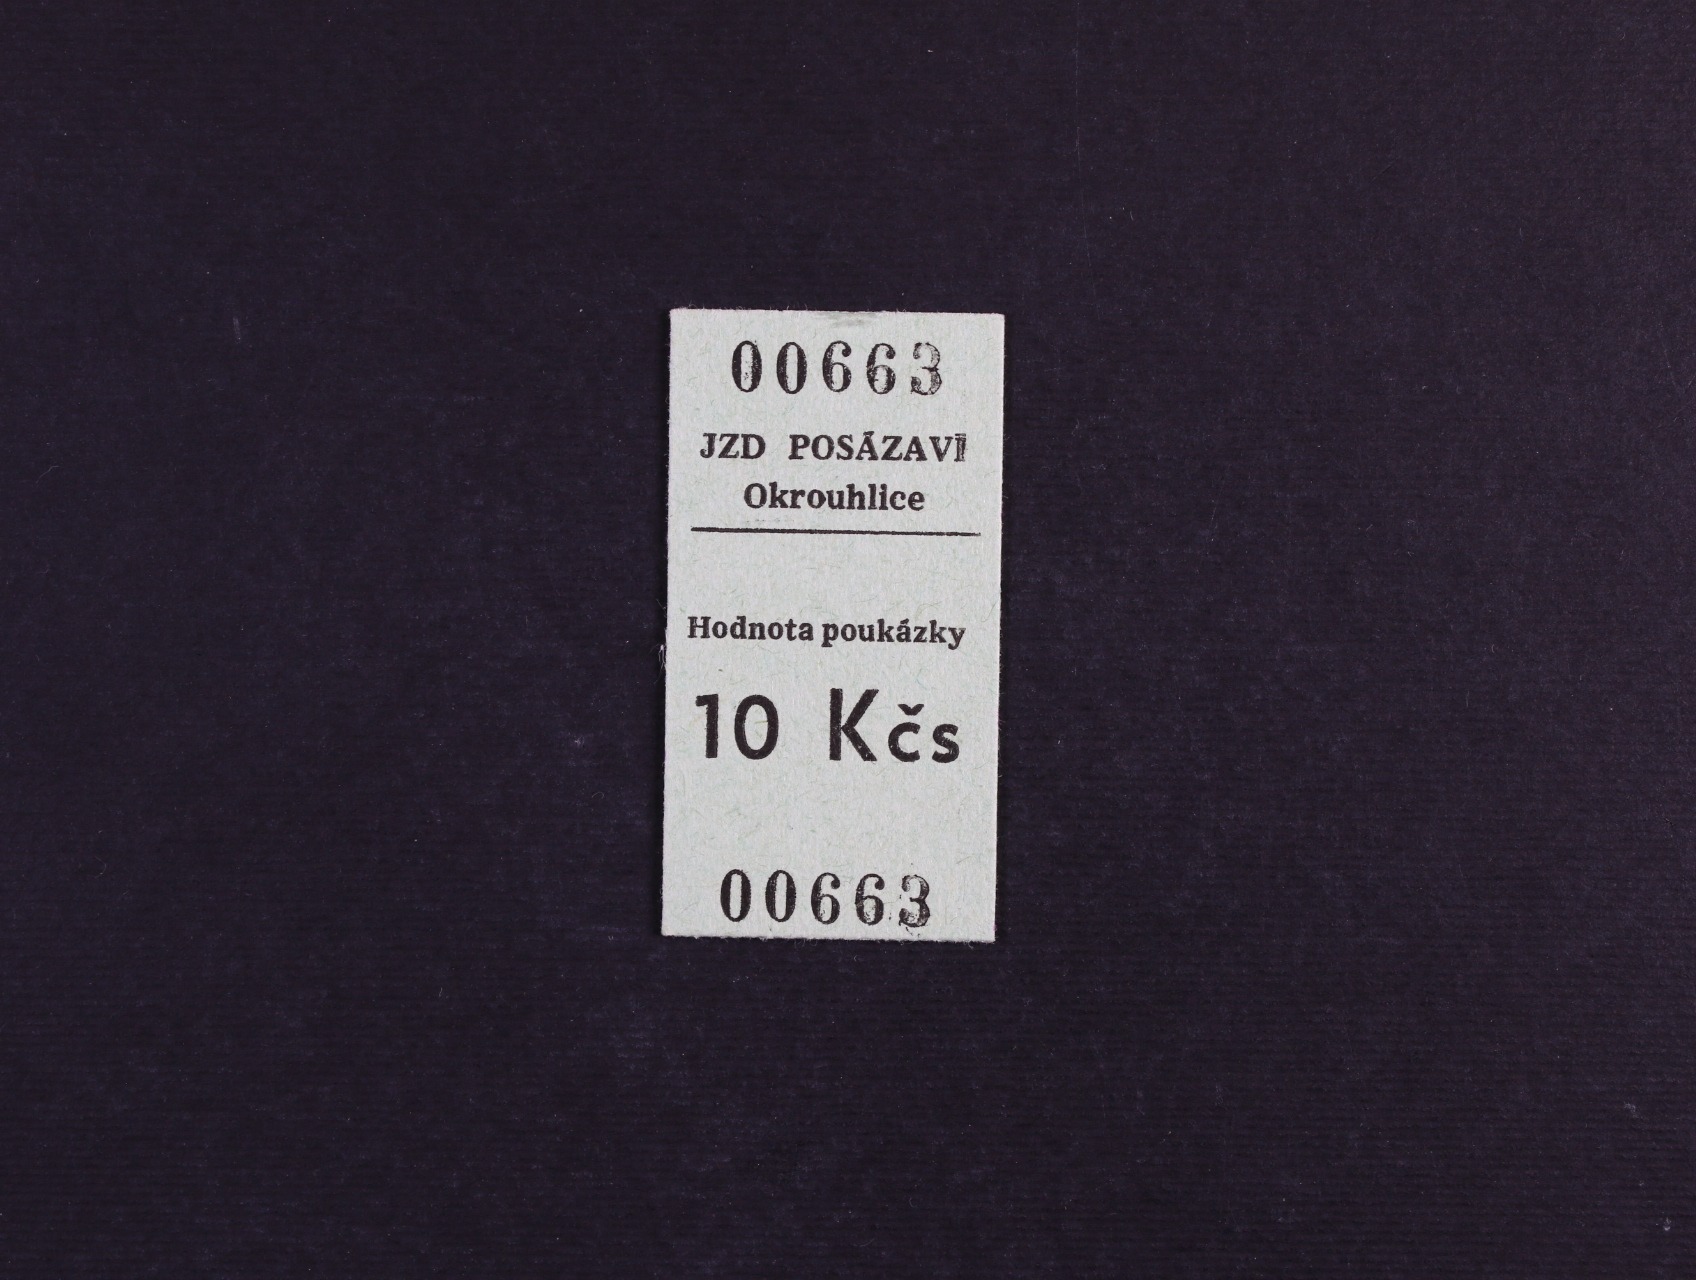 00663
JZD POSÁZAVÍ
Okrouhlice
Hodnota poukázky
10 Kčs
00663